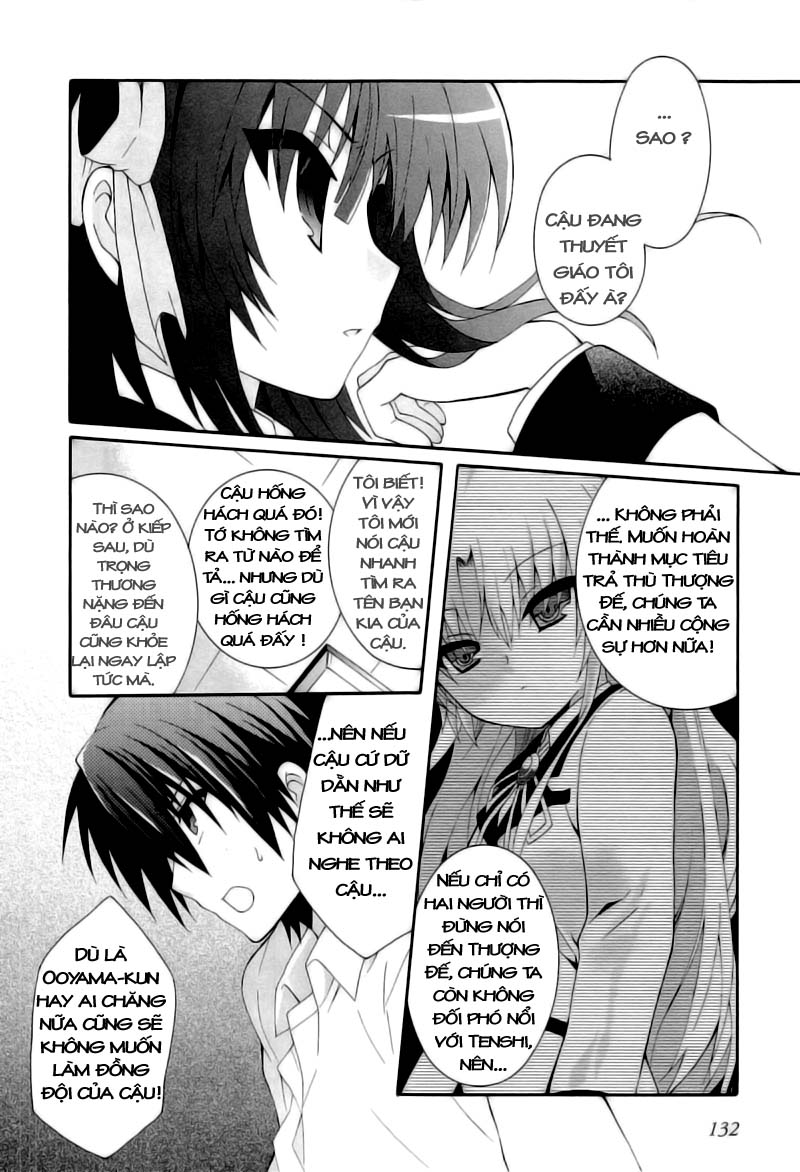 ...
SAO ?
CẬU ĐANG
THUYẾT
GIÁO TÔI
ĐẤY À?
... KHÔNG PHẢI
THẾ. MUỐN HOÀN
THÀNH MỤC TIÊU
TRẢ THÙ THƯỢNG
ĐẾ, CHÚNG TA
CẦN NHIỀU CỘNG
SỰ HƠN NỮA!
TÔI BIẾT!
VÌ VẬY
TÔI MỚI
NÓI CẬU
NHANH
TÌM RA
TÊN BẠN
KIA CỦA
CẬU.
CẬU HỐNG
HÁCH QUÁ ĐÓ!
TỚ KHÔNG TÌM
RA TỪ NÀO ĐỂ
TẢ... NHƯNG DÙ
GÌ CẬU CŨNG
HỐNG HÁCH
QUÁ ĐẤY !
THÌ SAO
NÀO? Ở KIẾP
SAU, DÙ
TRỌNG
THƯƠNG
NẶNG ĐẾN
ĐÂU CẬU
CŨNG KHỎE
LẠI NGAY LẬP
TỨC MÀ.
NẾU CHỈ CÓ
HAI NGƯỜI THÌ
ĐỪNG NÓI
ĐẾN THƯỢNG
ĐẾ, CHÚNG TA
CÒN KHÔNG
ĐỐI PHÓ NỔI
VỚI TENSHI,
NÊN...
...NÊN NẾU
CẬU CỨ DỮ
DẰN NHƯ
THẾ SẼ
KHÔNG AI
NGHE THEO
CẬU...
DÙ LÀ
OOYAMA-KUN
HAY AI CHĂNG
NỮA CŨNG SẼ
KHÔNG MUỐN
LÀM ĐỒNG
ĐỘI CỦA CẬU!
132